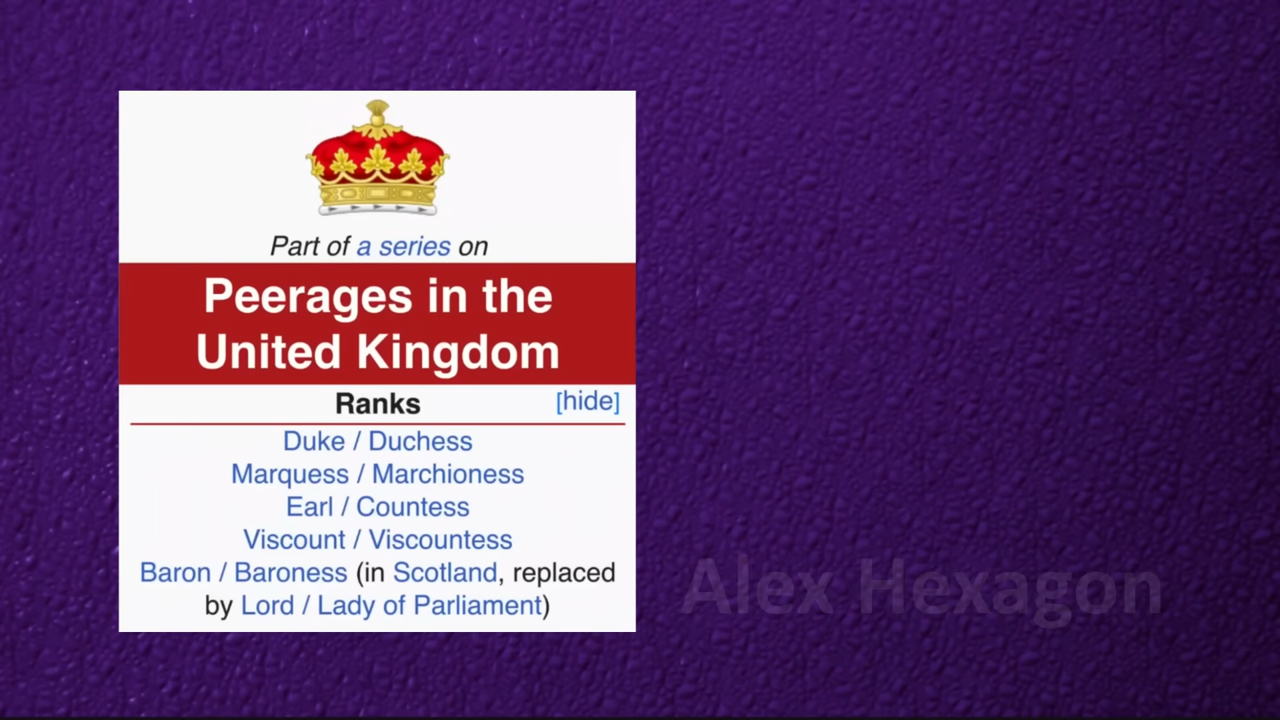 Part of a series on
Peerages in the
United Kingdom
Ranks [hide]
Duke / Duchess
Marquess / Marchioness
Earl / Countess
Viscount / Viscountess
Baron / Baroness (in Scotland, replaced
by Lord / Lady of Parliament)
Alex Hexagon